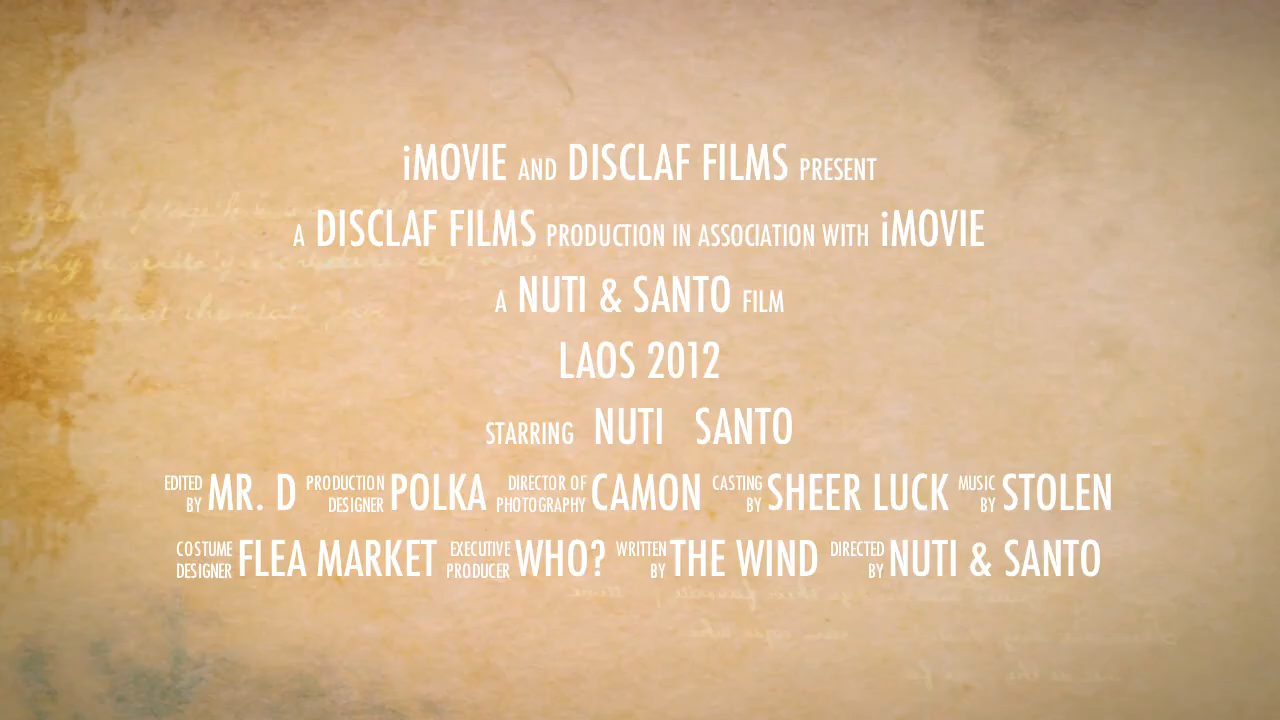 iMOVIE AND DISCLAF FILMS PRESENT
A DISCLAF FILMS PRODUCTION IN ASSOCIATION WITH iMOVIE
A NUTI & SANTO FILM
LAOS 2012
STARRING NUTI SANTO
EDITED BY MR. D PRODUCTION DESIGNER POLKA DIRECTOR OF PHOTOGRAPHY CAMON CASTING BY SHEER LUCK MUSIC BY STOLEN
COSTUME DESIGNER FLEA MARKET EXECUTIVE PRODUCER WHO? WRITTEN BY THE WIND DIRECTED BY NUTI & SANTO